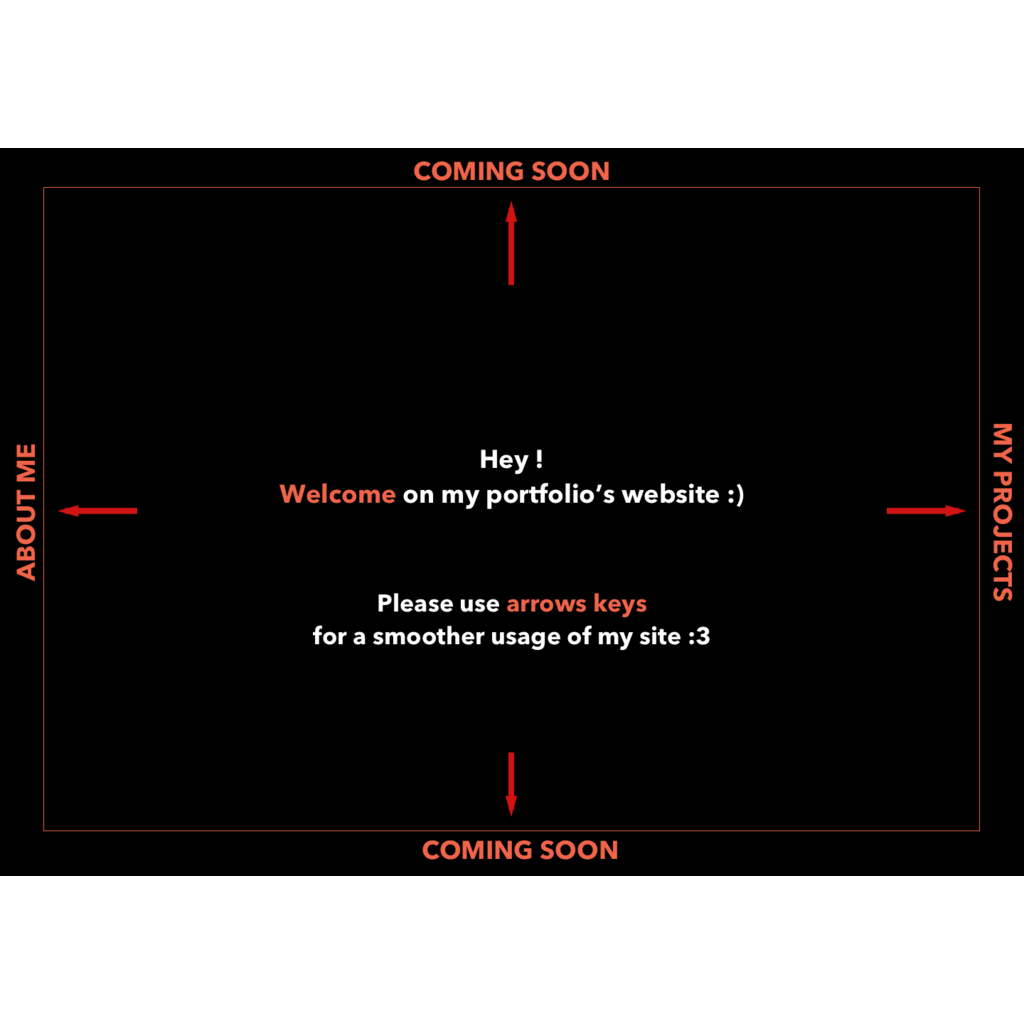 COMING SOON
ABOUT ME
MY PROJECTS
Hey !
Welcome on my portfolio’s website :)
Please use arrows keys
for a smoother usage of my site :3
COMING SOON